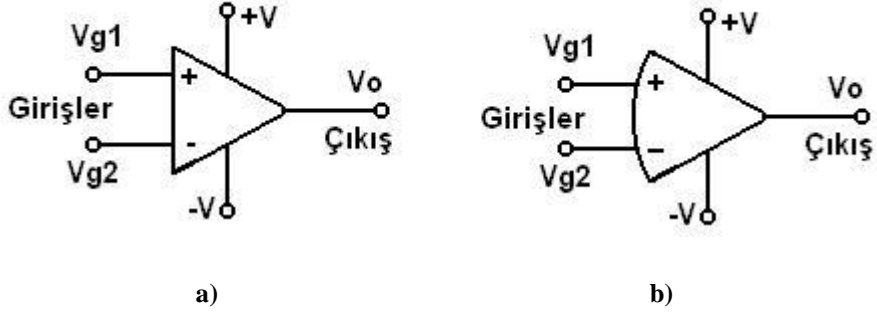 +V
Vg1
+
Vo
Girişler
-
Çıkış
Vg2
-V
a)
+V
Vg1
+
Vo
Girişler
–
Çıkış
Vg2
-V
b)